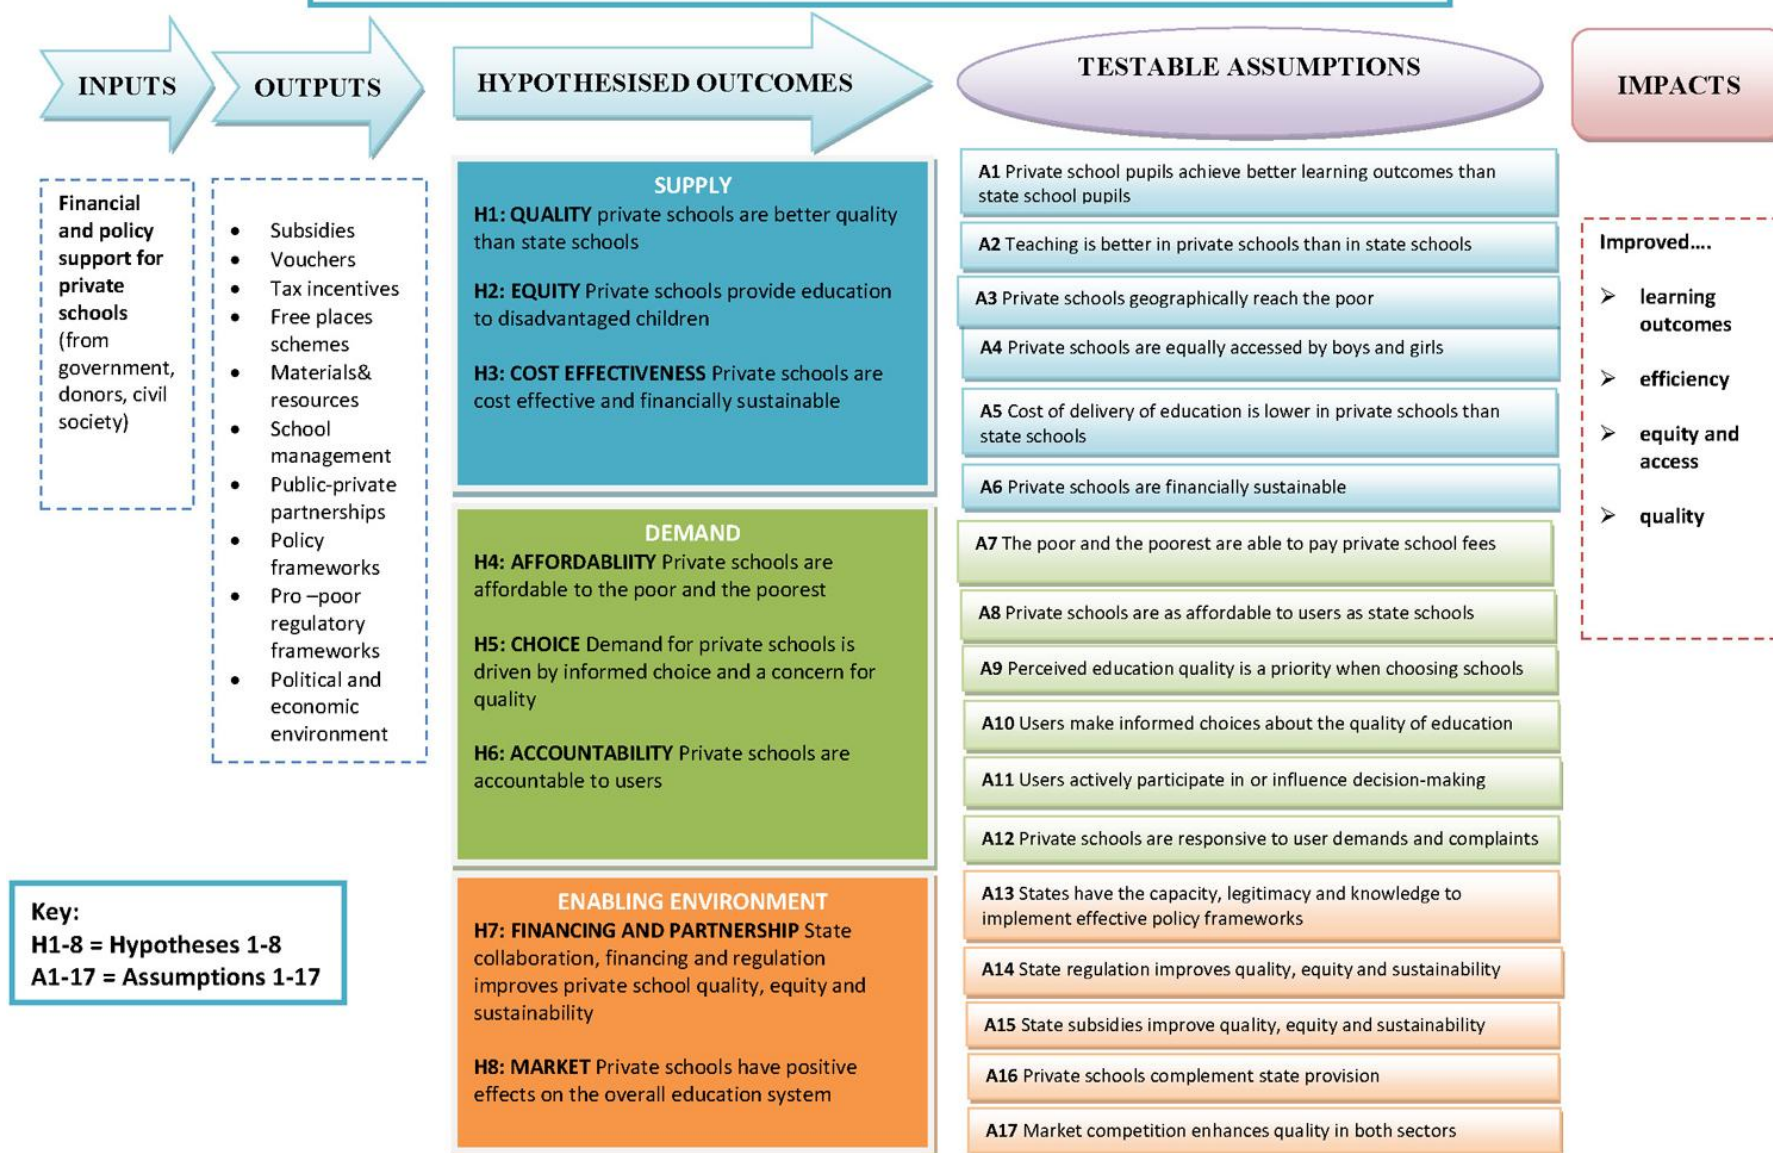 INPUTS
OUTPUTS
HYPOTHESISED OUTCOMES
TESTABLE ASSUMPTIONS
IMPACTS
Financial
and policy
support for
private
schools
(from
government,
donors, civil
society)
• Subsidies
• Vouchers
• Tax incentives
• Free places
schemes
• Materials&
resources
• School
management
• Public-private
partnerships
• Policy
frameworks
• Pro –poor
regulatory
frameworks
• Political and
economic
environment
SUPPLY
H1: QUALITY private schools are better quality
than state schools
H2: EQUITY Private schools provide education
to disadvantaged children
H3: COST EFFECTIVENESS Private schools are
cost effective and financially sustainable
DEMAND
H4: AFFORDABLIITY Private schools are
affordable to the poor and the poorest
H5: CHOICE Demand for private schools is
driven by informed choice and a concern for
quality
H6: ACCOUNTABILITY Private schools are
accountable to users
ENABLING ENVIRONMENT
H7: FINANCING AND PARTNERSHIP State
collaboration, financing and regulation
improves private school quality, equity and
sustainability
H8: MARKET Private schools have positive
effects on the overall education system
A1 Private school pupils achieve better learning outcomes than
state school pupils
A2 Teaching is better in private schools than in state schools
A3 Private schools geographically reach the poor
A4 Private schools are equally accessed by boys and girls
A5 Cost of delivery of education is lower in private schools than
state schools
A6 Private schools are financially sustainable
A7 The poor and the poorest are able to pay private school fees
A8 Private schools are as affordable to users as state schools
A9 Perceived education quality is a priority when choosing schools
A10 Users make informed choices about the quality of education
A11 Users actively participate in or influence decision-making
A12 Private schools are responsive to user demands and complaints
A13 States have the capacity, legitimacy and knowledge to
implement effective policy frameworks
A14 State regulation improves quality, equity and sustainability
A15 State subsidies improve quality, equity and sustainability
A16 Private schools complement state provision
A17 Market competition enhances quality in both sectors
Improved....
➢ learning
outcomes
➢ efficiency
➢ equity and
access
➢ quality
Key:
H1-8 = Hypotheses 1-8
A1-17 = Assumptions 1-17